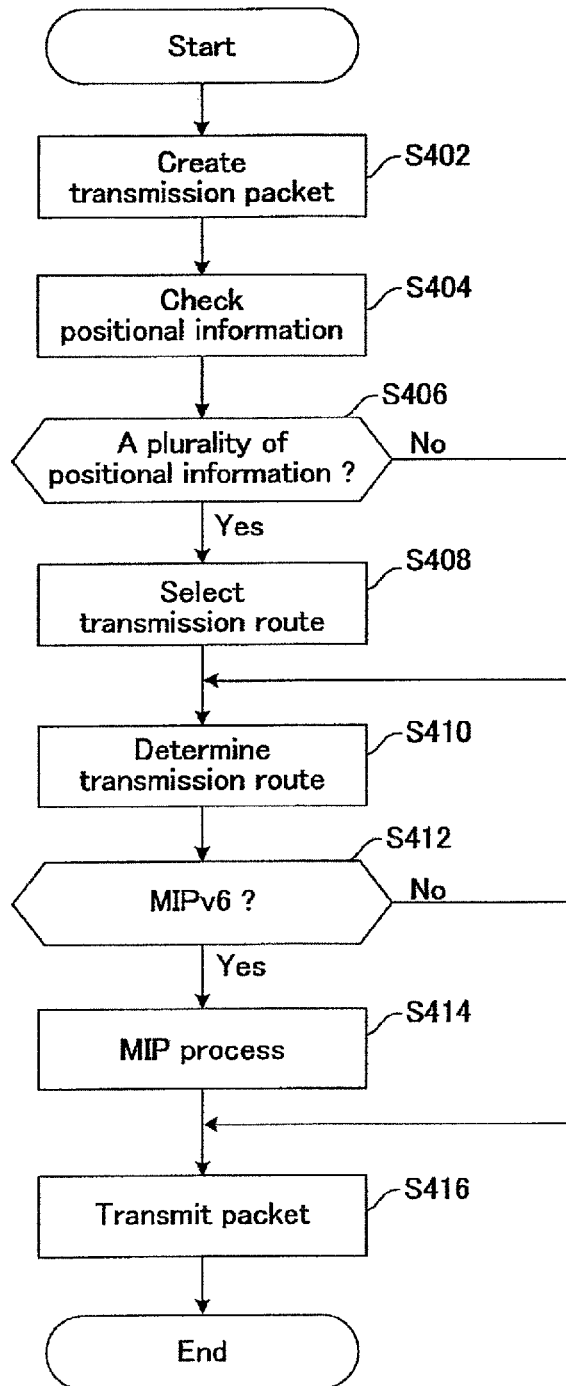 Start
Create
transmission packet
S402
Check
positional information
S404
S406
A plurality of
positional information ?
No
Yes
S408
Select
transmission route
Determine
transmission route
S410
S412
MIPv6 ?
No
Yes
MIP process
S414
Transmit packet
S416
End